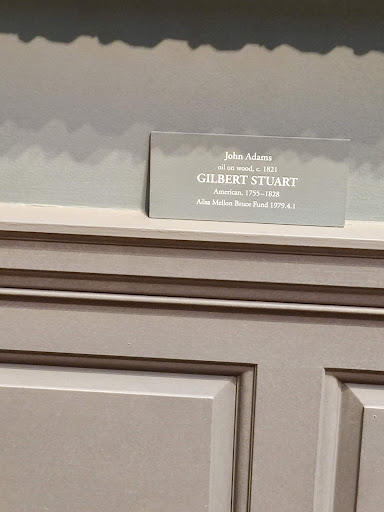 John Adams
oil on wood, c. 1821
GILBERT STUART
American, 1755–1828
Ailsa Mellon Bruce Fund 1979.4.1